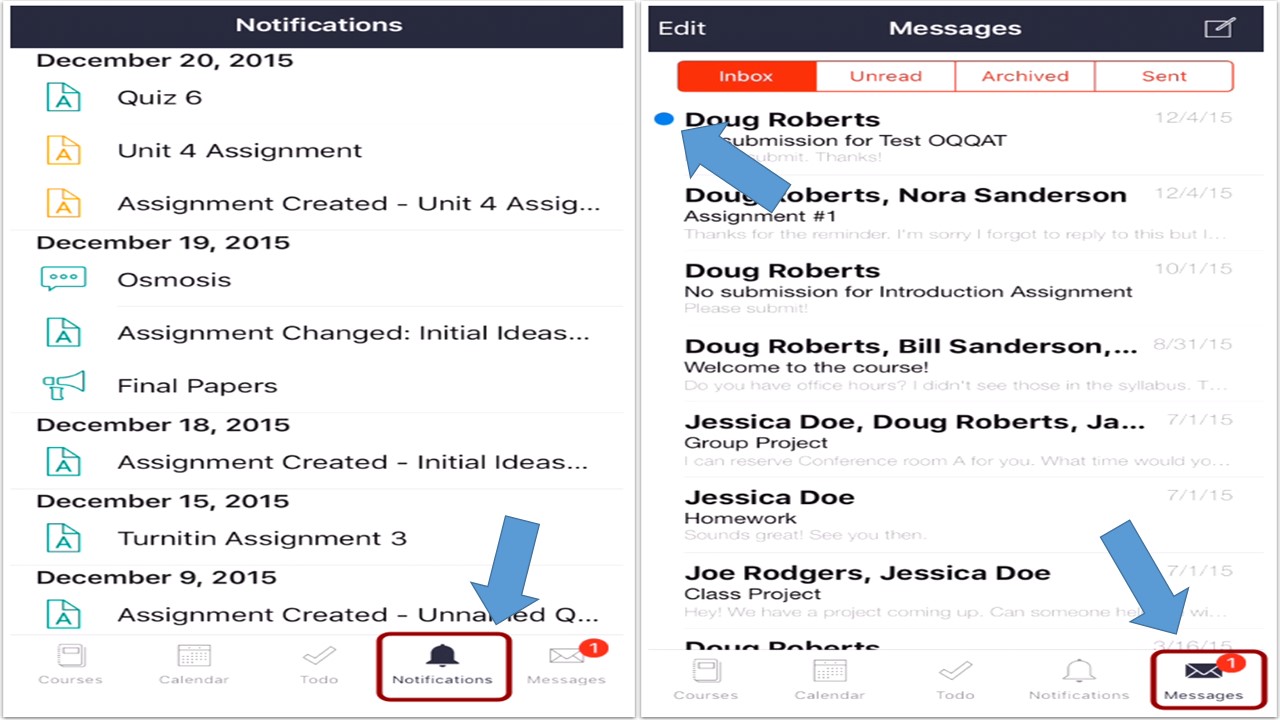 Notifications
December 20, 2015
Quiz 6
Unit 4 Assignment
Assignment Created - Unit 4 Assig...
December 19, 2015
Osmosis
Assignment Changed: Initial Ideas...
Final Papers
December 18, 2015
Assignment Created - Initial Ideas...
December 15, 2015
Turnitin Assignment 3
December 9, 2015
Assignment Created - Unnamed Q...
1
Courses Calendar Todo Notifications Messages
Edit Messages
Inbox Unread Archived Sent
Doug Roberts 12/4/15
submission for Test OQQAT
submit. Thanks!
Doug Roberts, Nora Sanderson 12/4/15
Assignment #1
Thanks for the reminder. I'm sorry I forgot to reply to this but I...
Doug Roberts 10/1/15
No submission for Introduction Assignment
Please submit!
Doug Roberts, Bill Sanderson,... 8/31/15
Welcome to the course!
Do you have office hours? I didn't see those in the syllabus. T...
Jessica Doe, Doug Roberts, Ja... 7/1/15
Group Project
I can reserve Conference room A for you. What time would yo...
Jessica Doe 7/1/15
Homework
Sounds great! See you then.
Joe Rodgers, Jessica Doe 7/1/15
Class Project
Hey! We have a project coming up. Can someone wi...
Doug Roberts 3/16/15
1
Courses Calendar Todo Notifications Messages